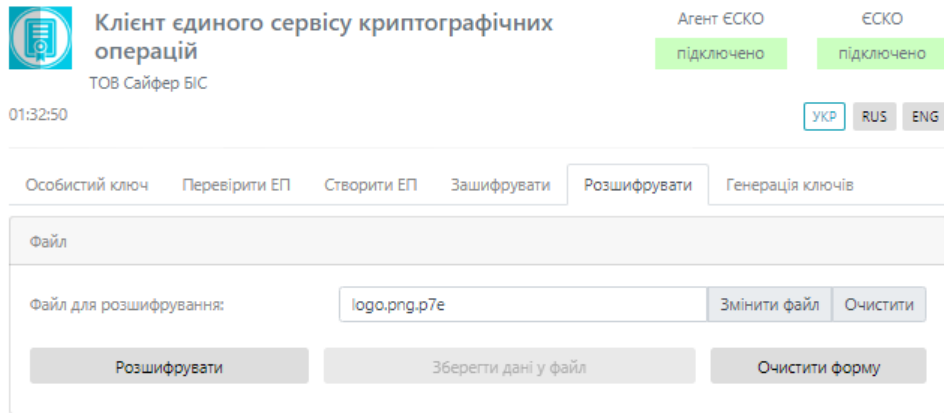 Клієнт єдиного сервісу криптографічних
операцій
ТОВ Сайфер БІС
Агент ЄСКО
підключено
ЄСКО
підключено
01:32:50
УКР RUS ENG
Особистий ключ Перевірити ЕП Створити ЕП Зашифрувати Розшифрувати Генерація ключів
Файл
Файл для розшифрування: logo.png.p7e Змінити файл Очистити
Розшифрувати Зберегти дані у файл Очистити форму